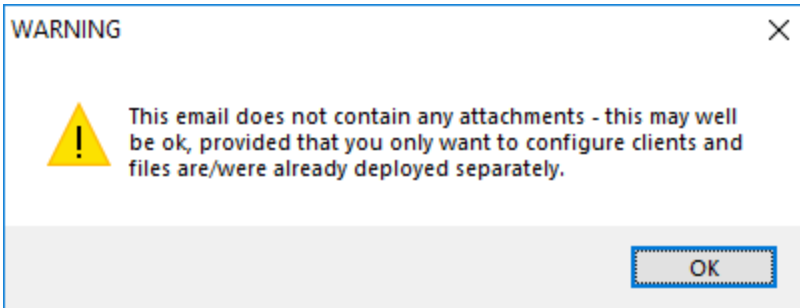 WARNING
This email does not contain any attachments - this may well
be ok, provided that you only want to configure clients and
files are/were already deployed separately.
OK